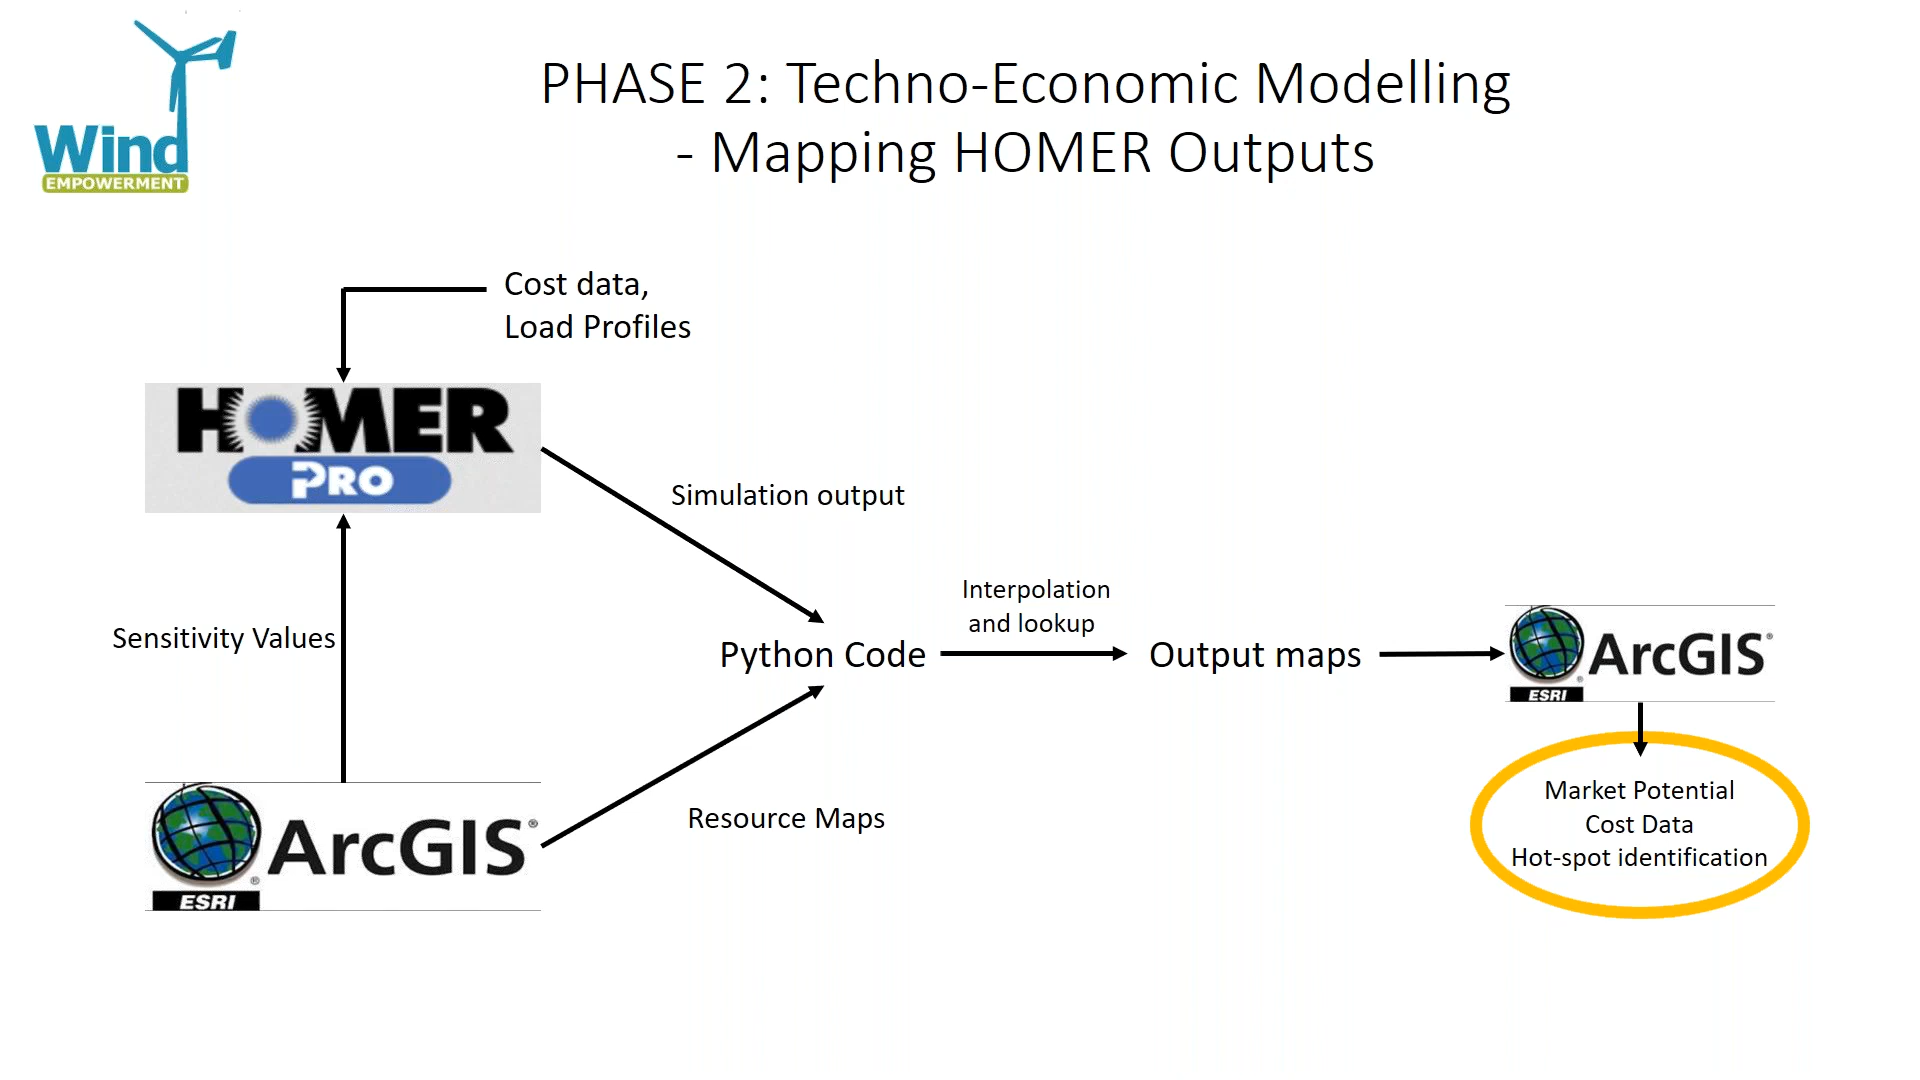 Wind
EMPOWERMENT
PHASE 2: Techno-Economic Modelling
- Mapping HOMER Outputs
Cost data,
Load Profiles
HOMER
PRO
Simulation output
Sensitivity Values
Interpolation
and lookup
Python Code
Output maps
ArcGIS®
®
ESRI
Resource Maps
ArcGIS®
®
ESRI
Market Potential
Cost Data
Hot-spot identification